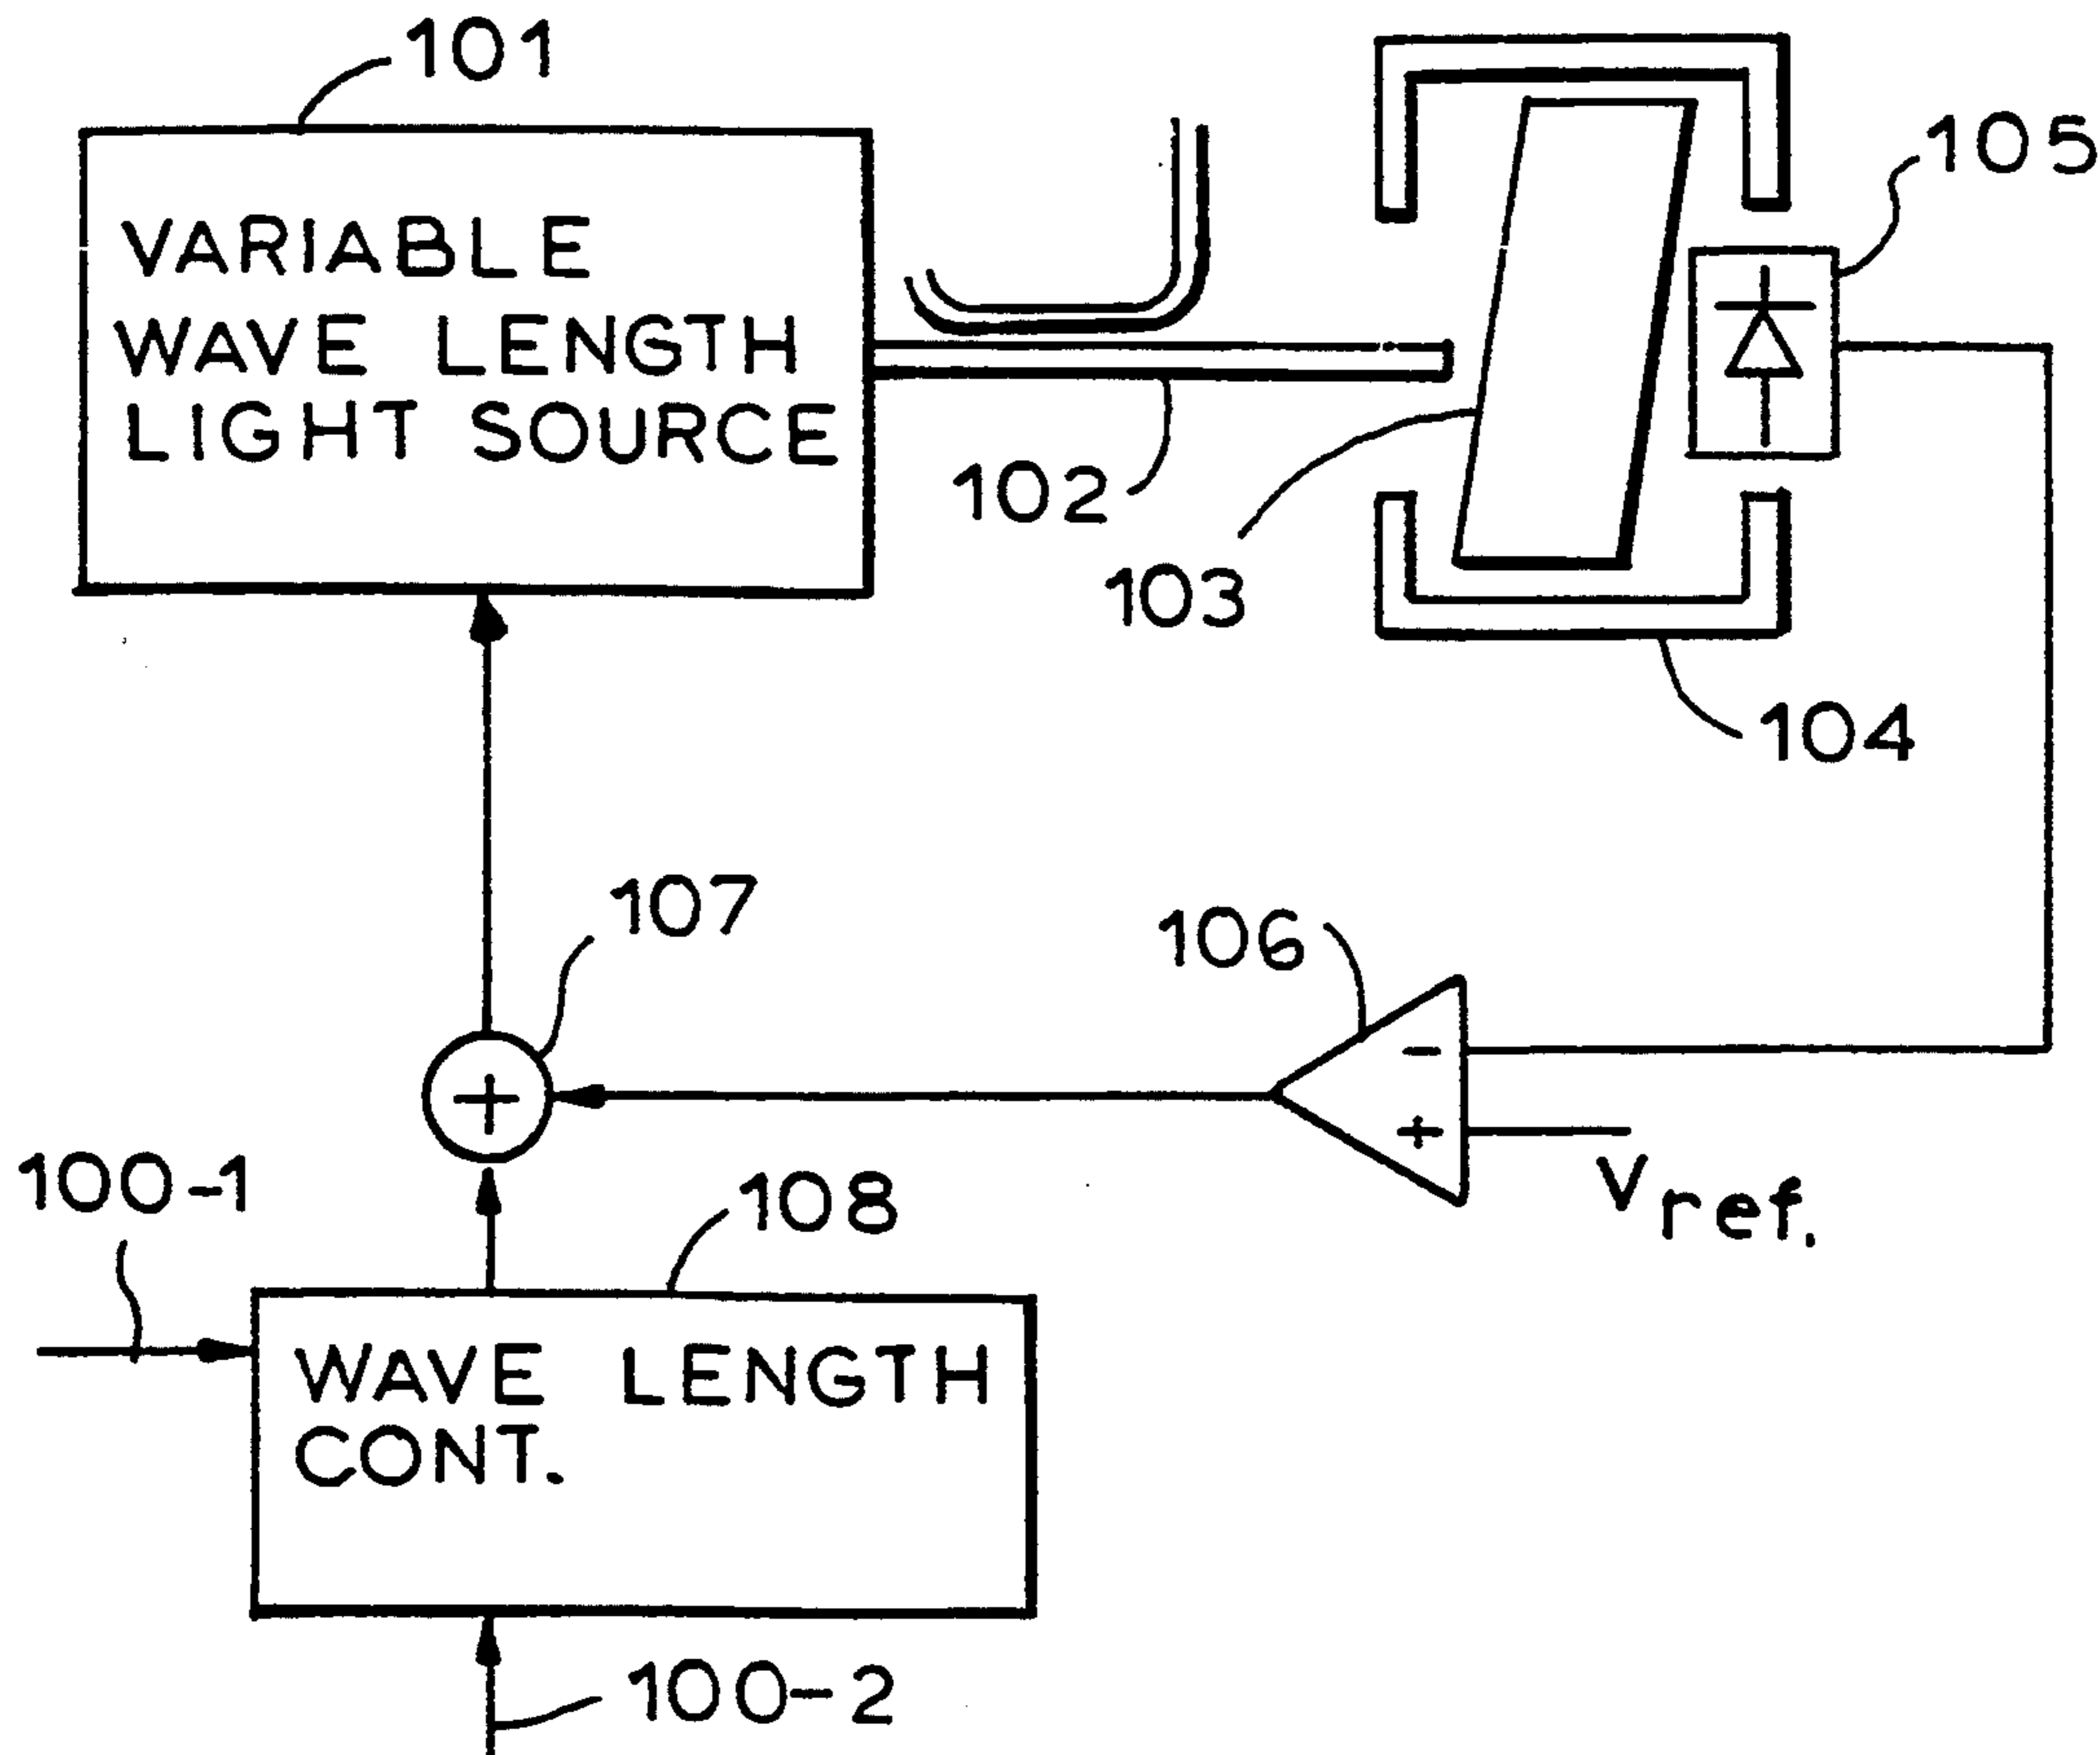 101
VARIABLE
WAVE LENGTH
LIGHT SOURCE
105
102
103
104
107
106
-
+
+
Vref.
100-1
108
WAVE LENGTH
CONT.
100-2